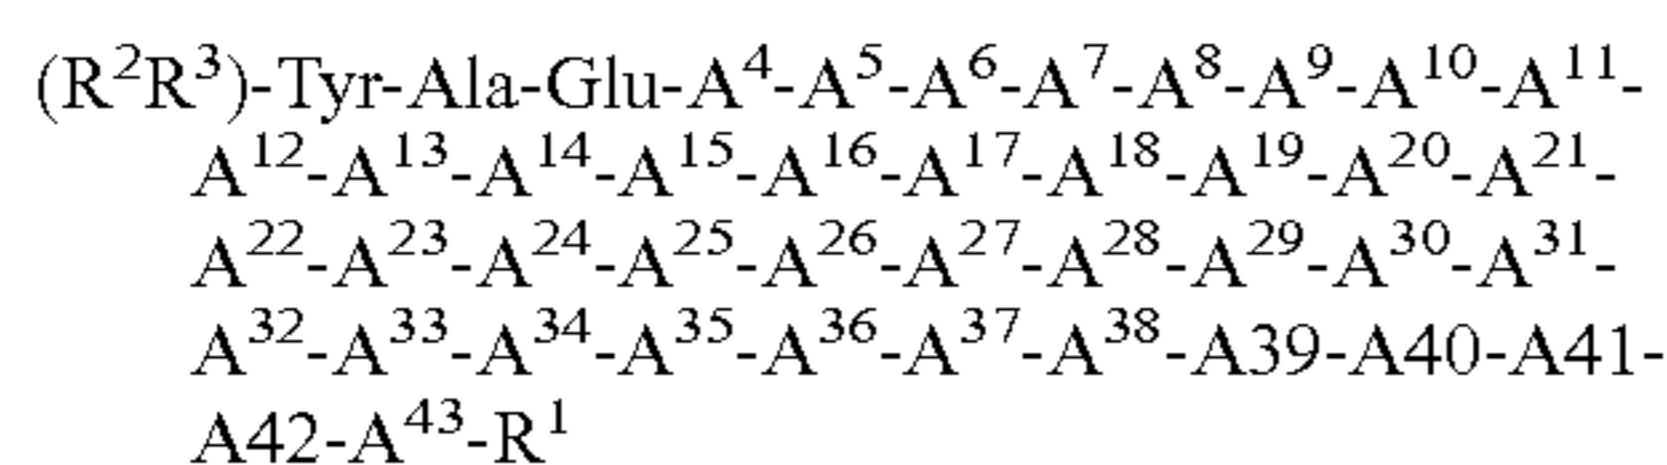 (R²R³)-Tyr-Ala-Glu-A⁴-A⁵-A⁶-A⁷-A⁸-A⁹-A¹⁰-A¹¹-
A¹²-A¹³-A¹⁴-A¹⁵-A¹⁶-A¹⁷-A¹⁸-A¹⁹-A²⁰-A²¹-
A²²-A²³-A²⁴-A²⁵-A²⁶-A²⁷-A²⁸-A²⁹-A³⁰-A³¹-
A³²-A³³-A³⁴-A³⁵-A³⁶-A³⁷-A³⁸-A39-A40-A41-
A42-A⁴³-R¹